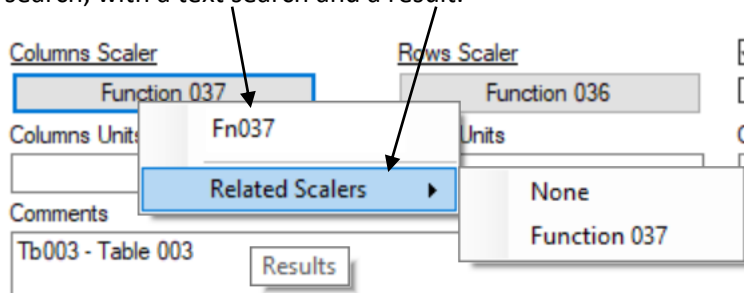 search, with a text search and a result.
Columns Scaler Rows Scaler
Function 037 Function 036
Columns Units Units
Fn037
Related Scalers
None
Function 037
Comments
Tb003 - Table 003
Results